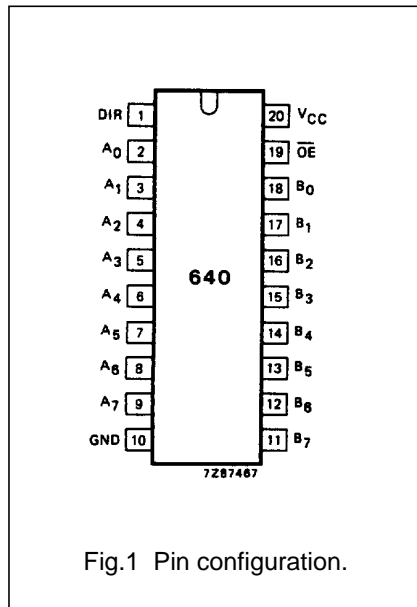 DIR 1 20 VCC
A0 2 19 OE
A1 3 18 B0
A2 4 17 B1
A3 5 16 B2
640
A4 6 15 B3
A5 7 14 B4
A6 8 13 B5
A7 9 12 B6
GND 10 11 B7
7Z87467
Fig.1 Pin configuration.